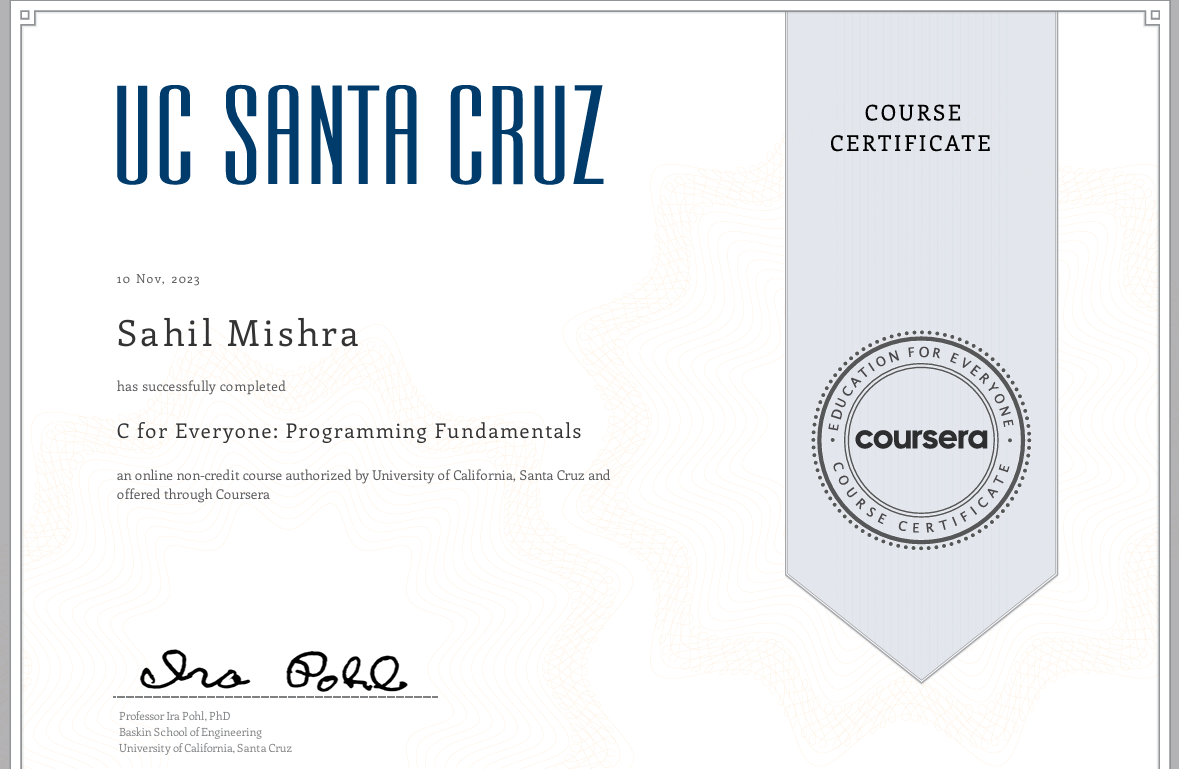 UC SANTA CRUZ
COURSE
CERTIFICATE
10 Nov, 2023
Sahil Mishra
has successfully completed
C for Everyone: Programming Fundamentals
an online non-credit course authorized by University of California, Santa Cruz and
offered through Coursera
EDUCATION FOR EVERYONE
coursera
COURSE CERTIFICATE
Ira Pohl
Professor Ira Pohl, PhD
Baskin School of Engineering
University of California, Santa Cruz